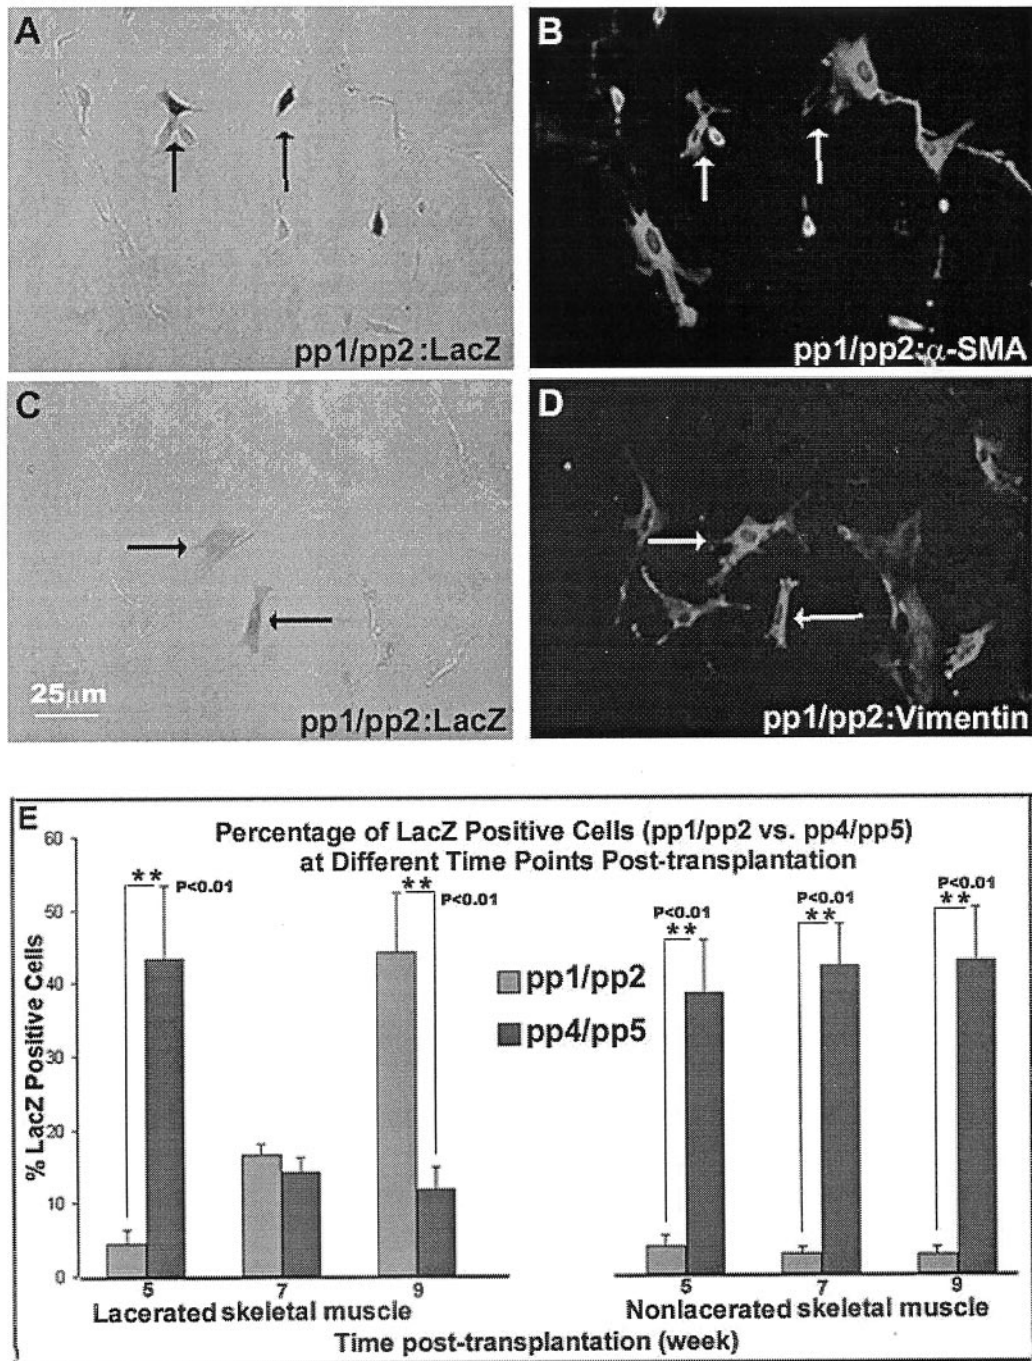 A
pp1/pp2:LacZ
B
pp1/pp2:α-SMA
C
25μm
pp1/pp2:LacZ
D
pp1/pp2:Vimentin
E
Percentage of LacZ Positive Cells (pp1/pp2 vs. pp4/pp5)
at Different Time Points Post-transplantation
% LacZ Positive Cells
60
50
40
30
20
10
0
** P<0.01
** P<0.01
pp1/pp2
pp4/pp5
P<0.01
**
P<0.01
**
P<0.01
**
5 7 9
Lacerated skeletal muscle
5 7 9
Nonlacerated skeletal muscle
Time post-transplantation (week)